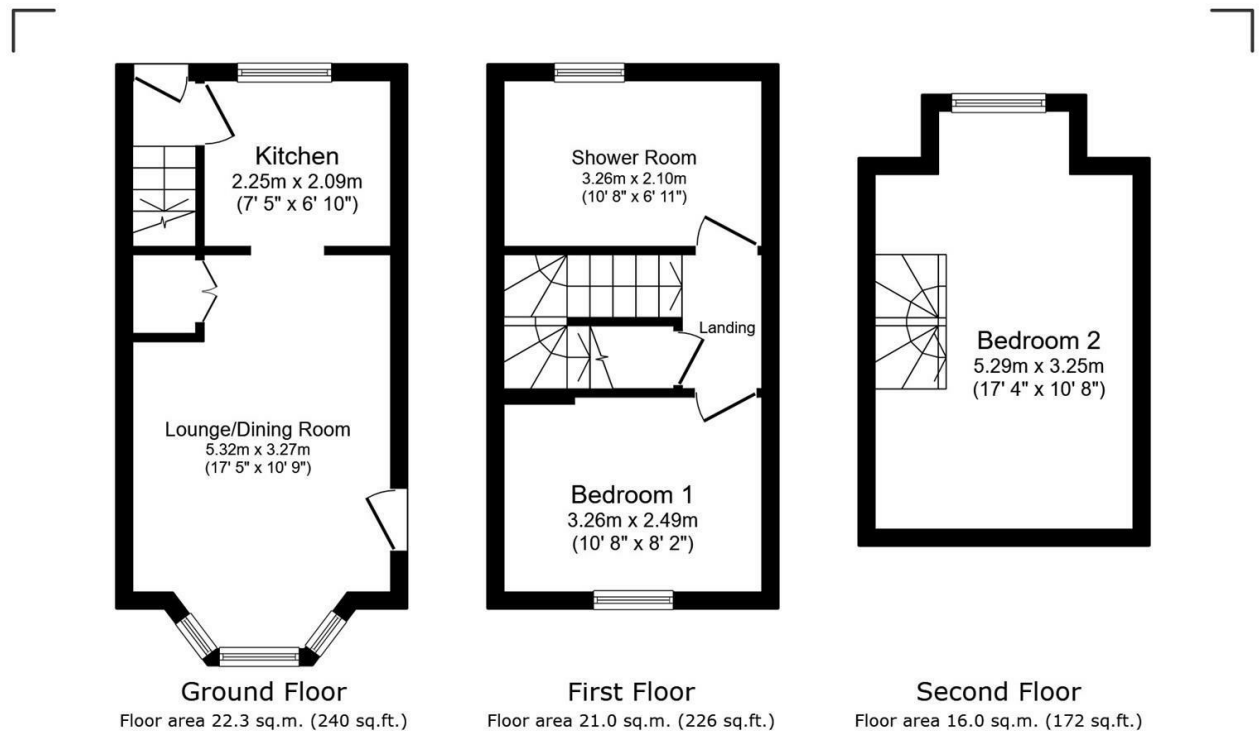 Kitchen
2.25m x 2.09m
(7' 5" x 6' 10")
Lounge/Dining Room
5.32m x 3.27m
(17' 5" x 10' 9")
Ground Floor
Floor area 22.3 sq.m. (240 sq.ft.)
Shower Room
3.26m x 2.10m
(10' 8" x 6' 11")
Landing
Bedroom 1
3.26m x 2.49m
(10' 8" x 8' 2")
First Floor
Floor area 21.0 sq.m. (226 sq.ft.)
Bedroom 2
5.29m x 3.25m
(17' 4" x 10' 8")
Second Floor
Floor area 16.0 sq.m. (172 sq.ft.)